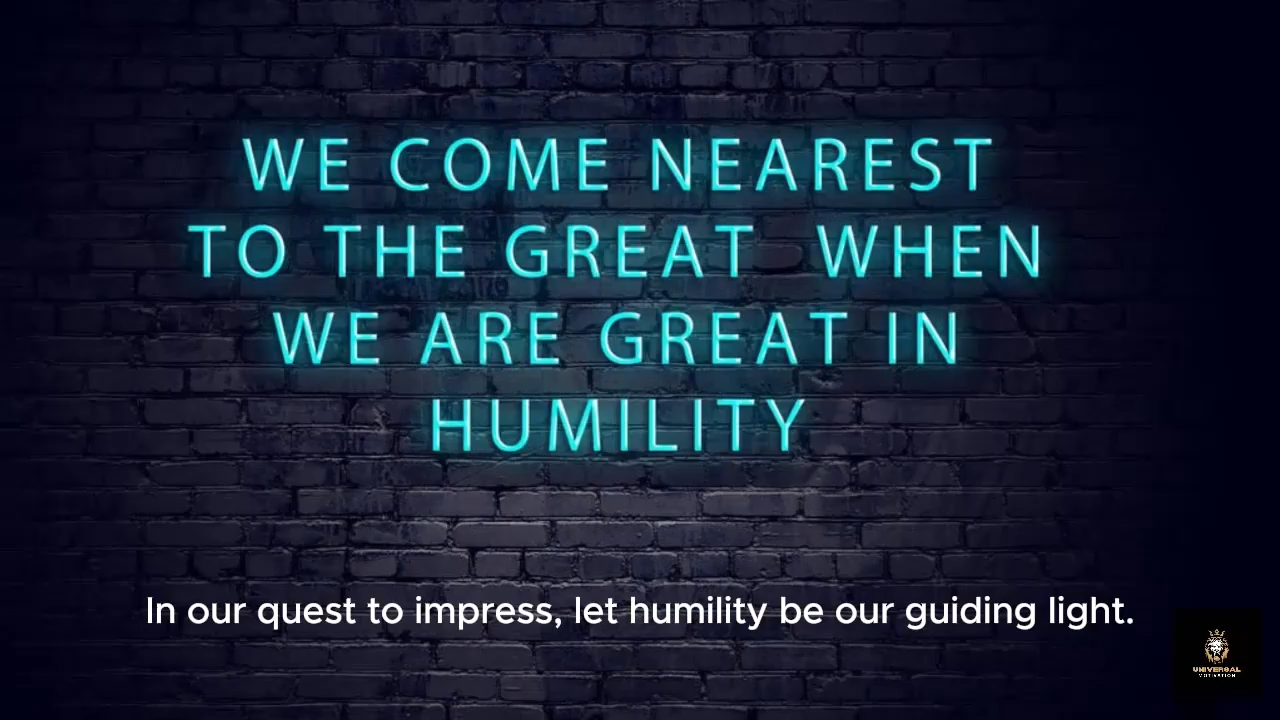 WE COME NEAREST
TO THE GREAT WHEN
WE ARE GREAT IN
HUMILITY
In our quest to impress, let humility be our guiding light.
UNIVERSAL
MOTIVATION